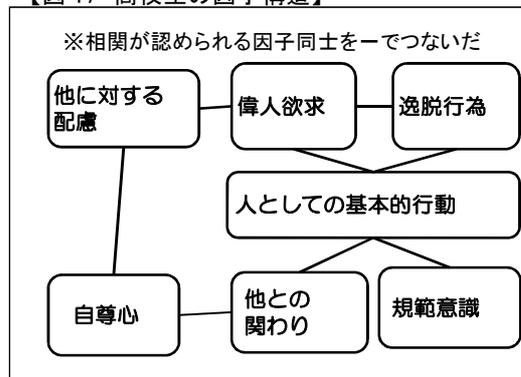 ※相関が認められる因子同士をーでつないだ
他に対する
配慮
偉人欲求
逸脱行為
人としての基本的行動
自尊心
他との
関わり
規範意識